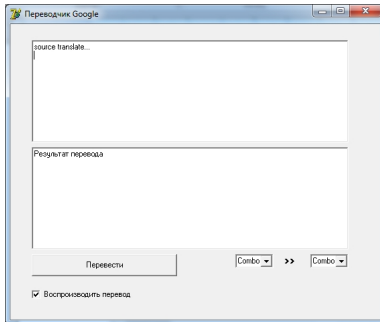 Переводчик Google
source translate...
Результат перевода
Перевести
Combo >> Combo
Воспроизводить перевод